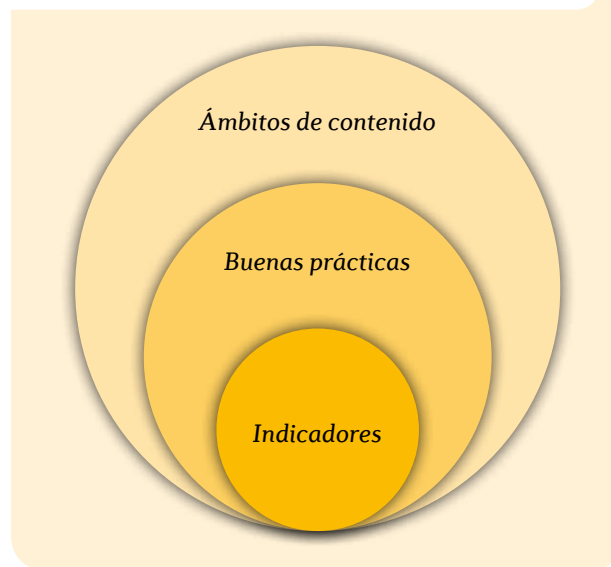 Ámbitos de contenido
Buenas prácticas
Indicadores